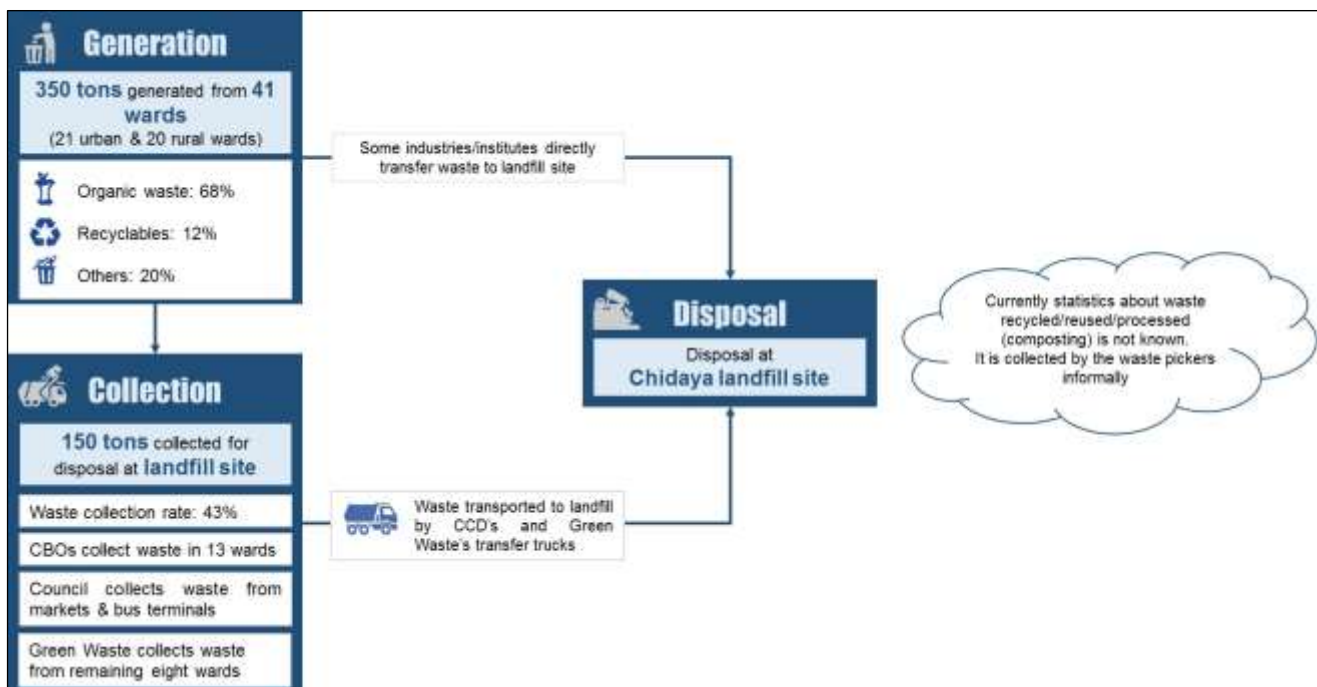 Generation
350 tons generated from 41
wards
(21 urban & 20 rural wards)
Organic waste: 68%
Recyclables: 12%
Others: 20%
Some industries/institutes directly
transfer waste to landfill site
Collection
150 tons collected for
disposal at landfill site
Waste collection rate: 43%
CBOs collect waste in 13 wards
Council collects waste from
markets & bus terminals
Green Waste collects waste
from remaining eight wards
Waste transported to landfill
by CCD's and Green
Waste's transfer trucks
Disposal
Disposal at
Chidaya landfill site
Currently statistics about waste
recycled/reused/processed
(composting) is not known.
It is collected by the waste pickers
informally